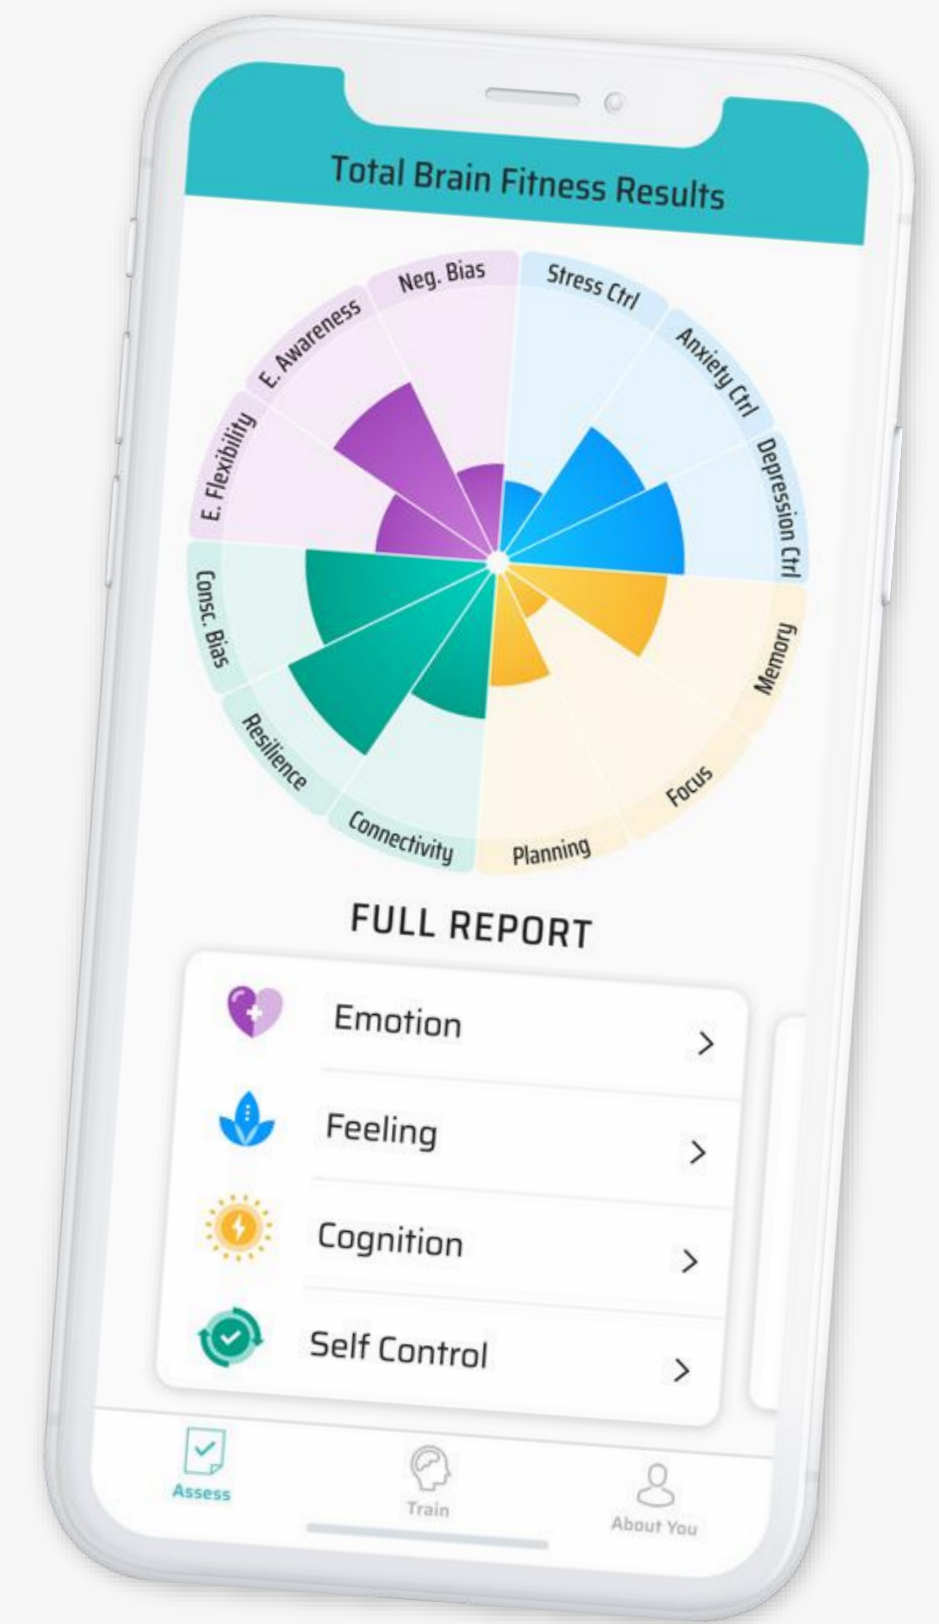 Total Brain Fitness Results
Neg. Bias
Stress Ctrl
Anxiety Ctrl
Depression Ctrl
Memory
Focus
Planning
Connectivity
Resilience
Consc. Bias
E. Flexibility
E. Awareness
FULL REPORT
Emotion
Feeling
Cognition
Self Control
Assess
Train
About You